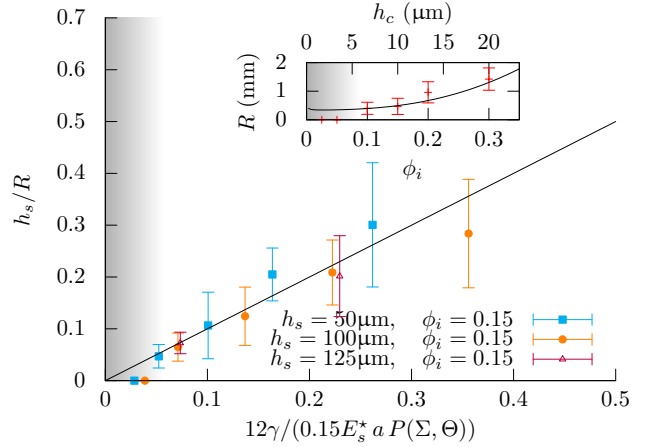 h_c (μm)
0 5 10 15 20
2
1
0
R (mm)
0 0.1 0.2 0.3
ϕ_i
0.7
0.6
0.5
0.4
0.3
0.2
0.1
0
h_s/R
h_s = 50μm, ϕ_i = 0.15
h_s = 100μm, ϕ_i = 0.15
h_s = 125μm, ϕ_i = 0.15
0 0.1 0.2 0.3 0.4 0.5
12γ/(0.15E_s^⋆ a P(Σ, Θ))